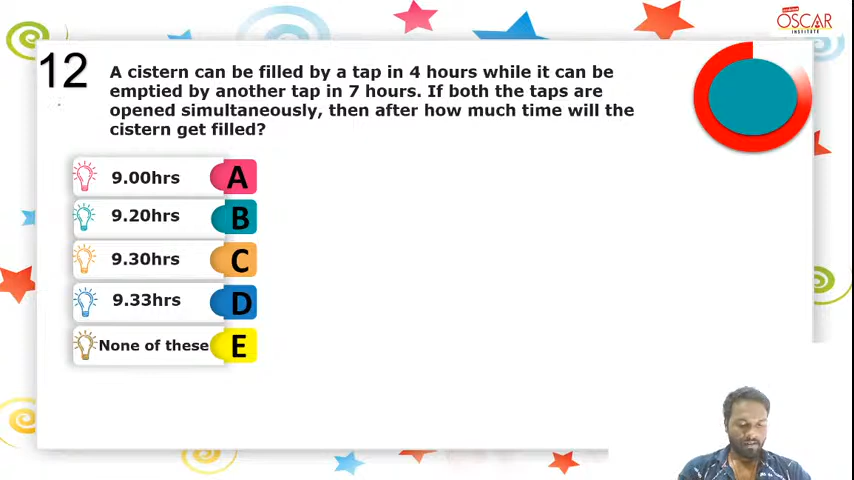 OSCAR
INSTITUTE
12
A cistern can be filled by a tap in 4 hours while it can be
emptied by another tap in 7 hours. If both the taps are
opened simultaneously, then after how much time will the
cistern get filled?
9.00hrs A
9.20hrs B
9.30hrs C
9.33hrs D
None of these E